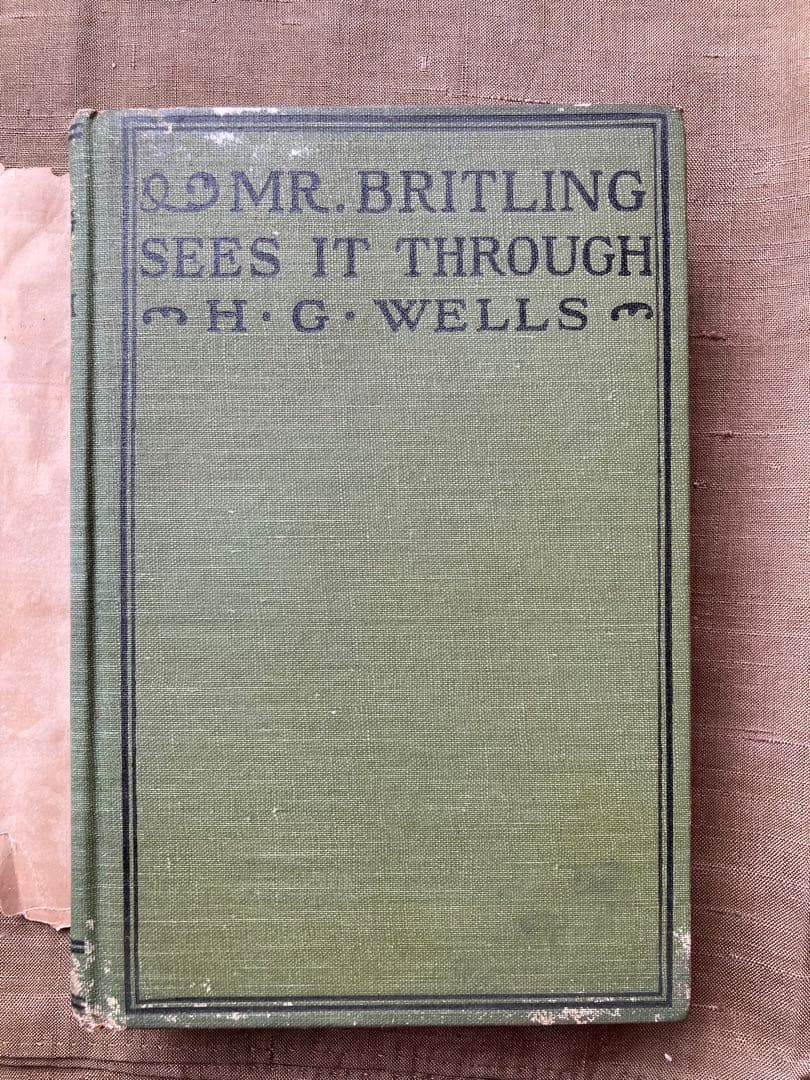 MR. BRITLING
SEES IT THROUGH
H · G · WELLS